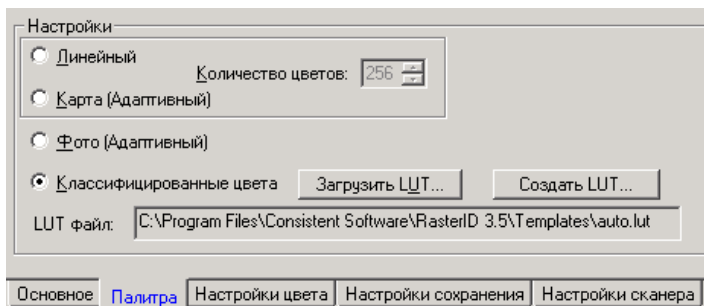 Настройки
Линейный
Количество цветов: 256
Карта (Адаптивный)
Фото (Адаптивный)
Классифицированные цвета Загрузить LUT... Создать LUT...
LUT файл: C:\Program Files\Consistent Software\RasterID 3.5\Templates\auto.lut
Основное Палитра Настройки цвета Настройки сохранения Настройки сканера